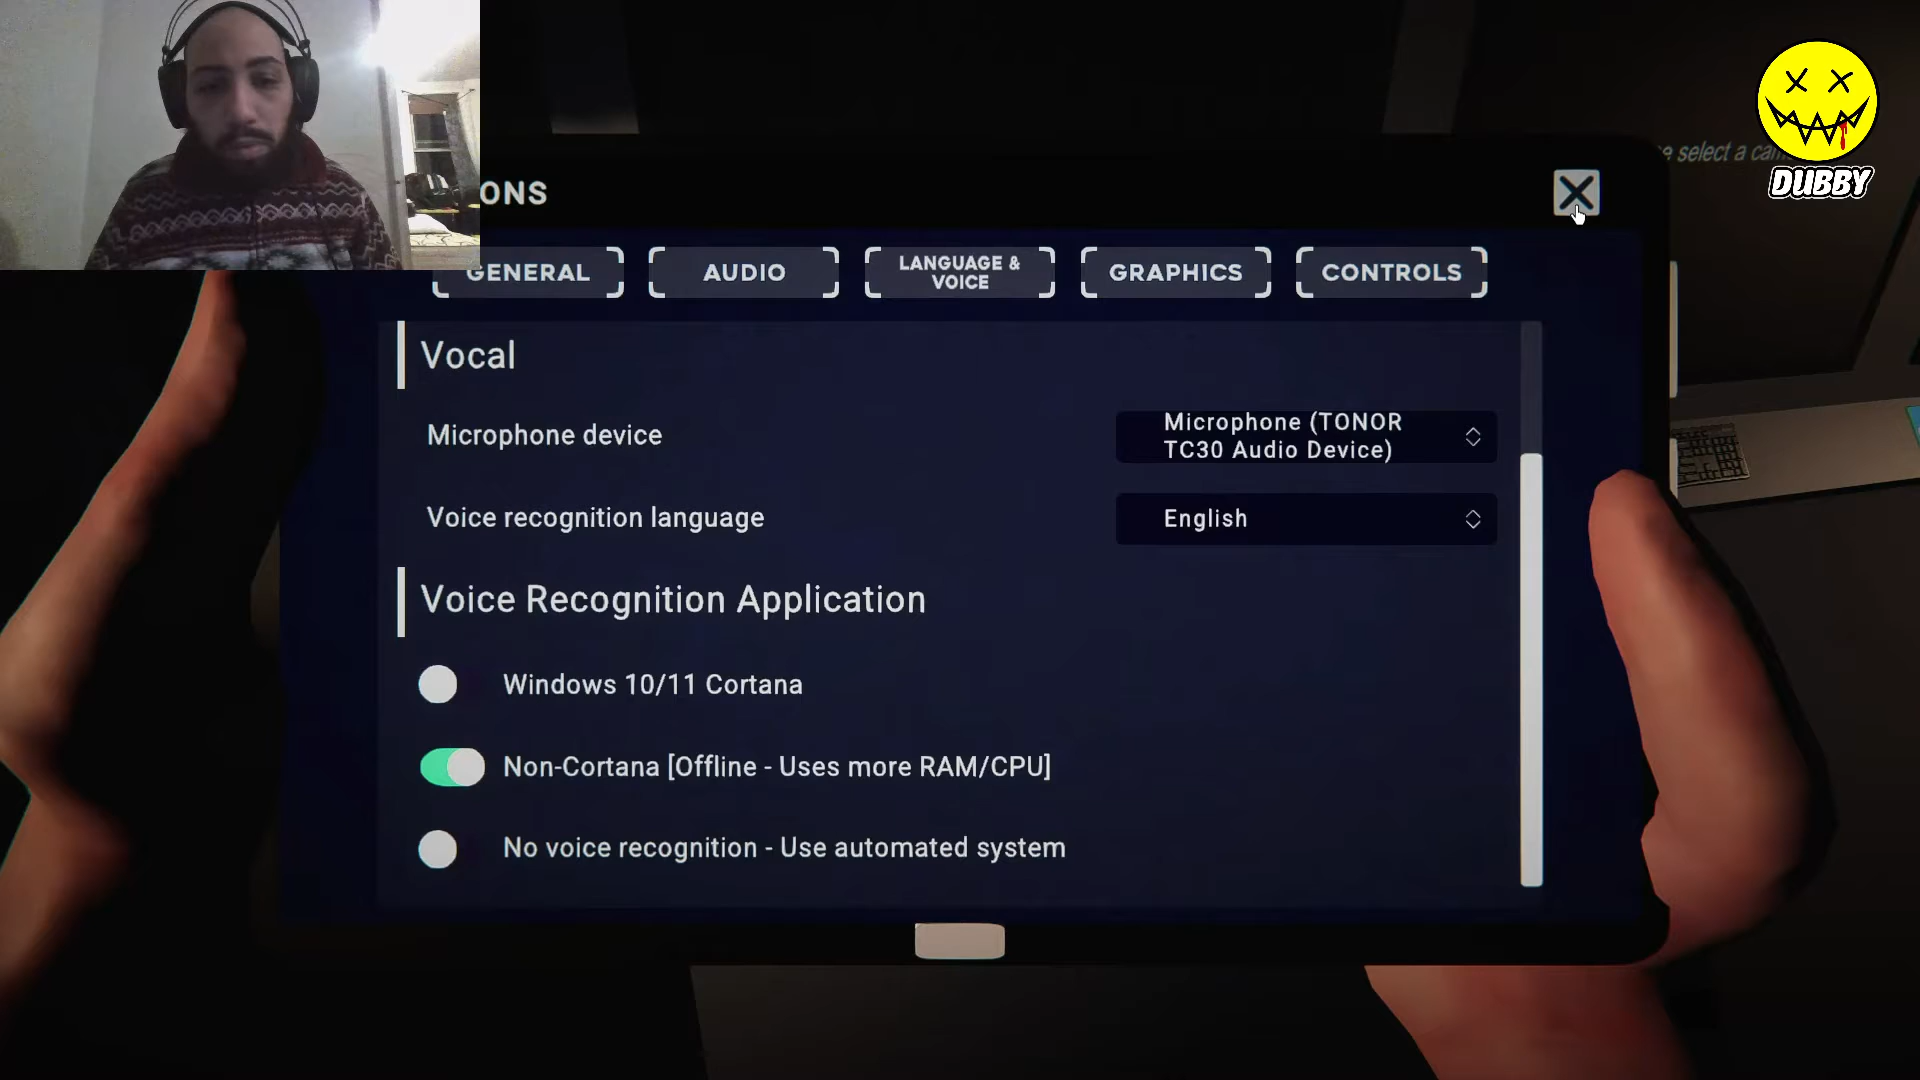 DUBBY
e select a cam
ONS
GENERAL
AUDIO
LANGUAGE &
VOICE
GRAPHICS
CONTROLS
Vocal
Microphone device
Microphone (TONOR
TC30 Audio Device)
Voice recognition language
English
Voice Recognition Application
Windows 10/11 Cortana
Non-Cortana [Offline - Uses more RAM/CPU]
No voice recognition - Use automated system